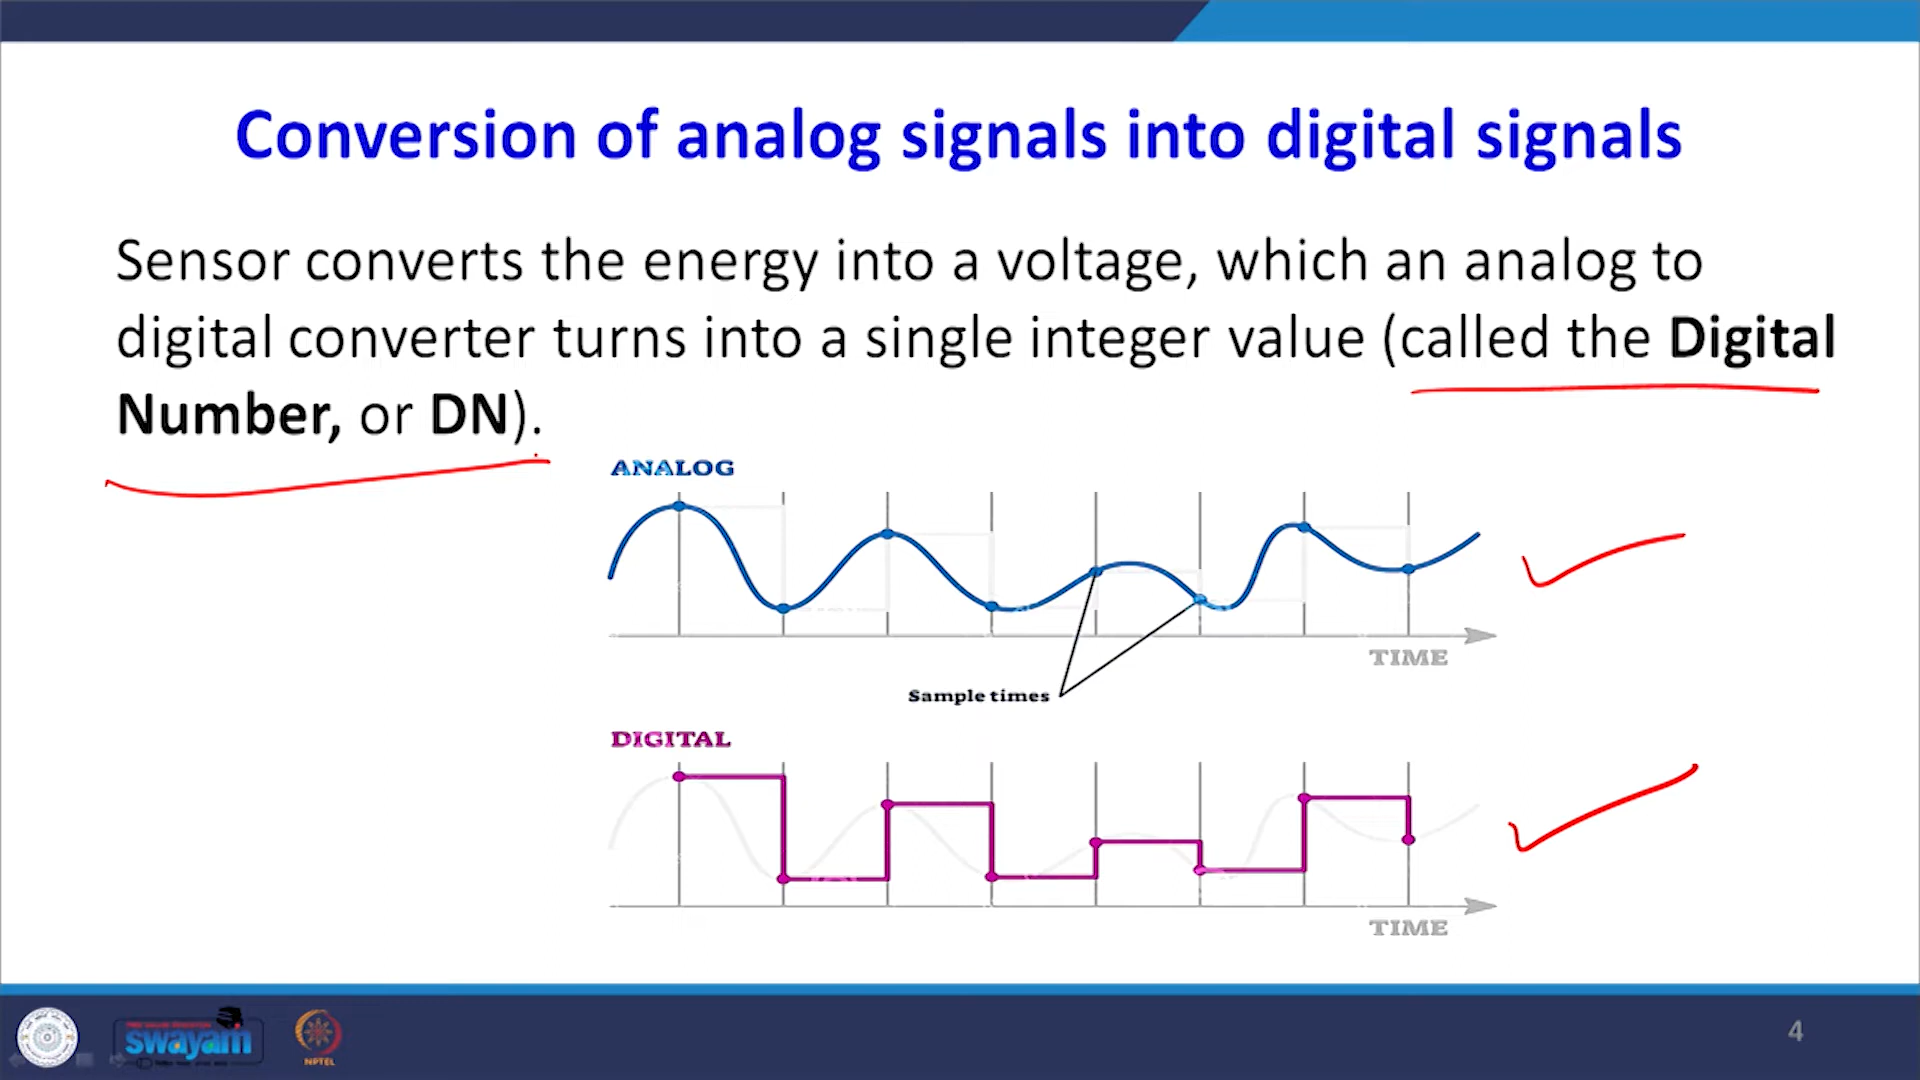 Conversion of analog signals into digital signals
Sensor converts the energy into a voltage, which an analog to
digital converter turns into a single integer value (called the Digital
Number, or DN).
ANALOG
TIME
Sample times
DIGITAL
TIME
swayam
NPTEL
4